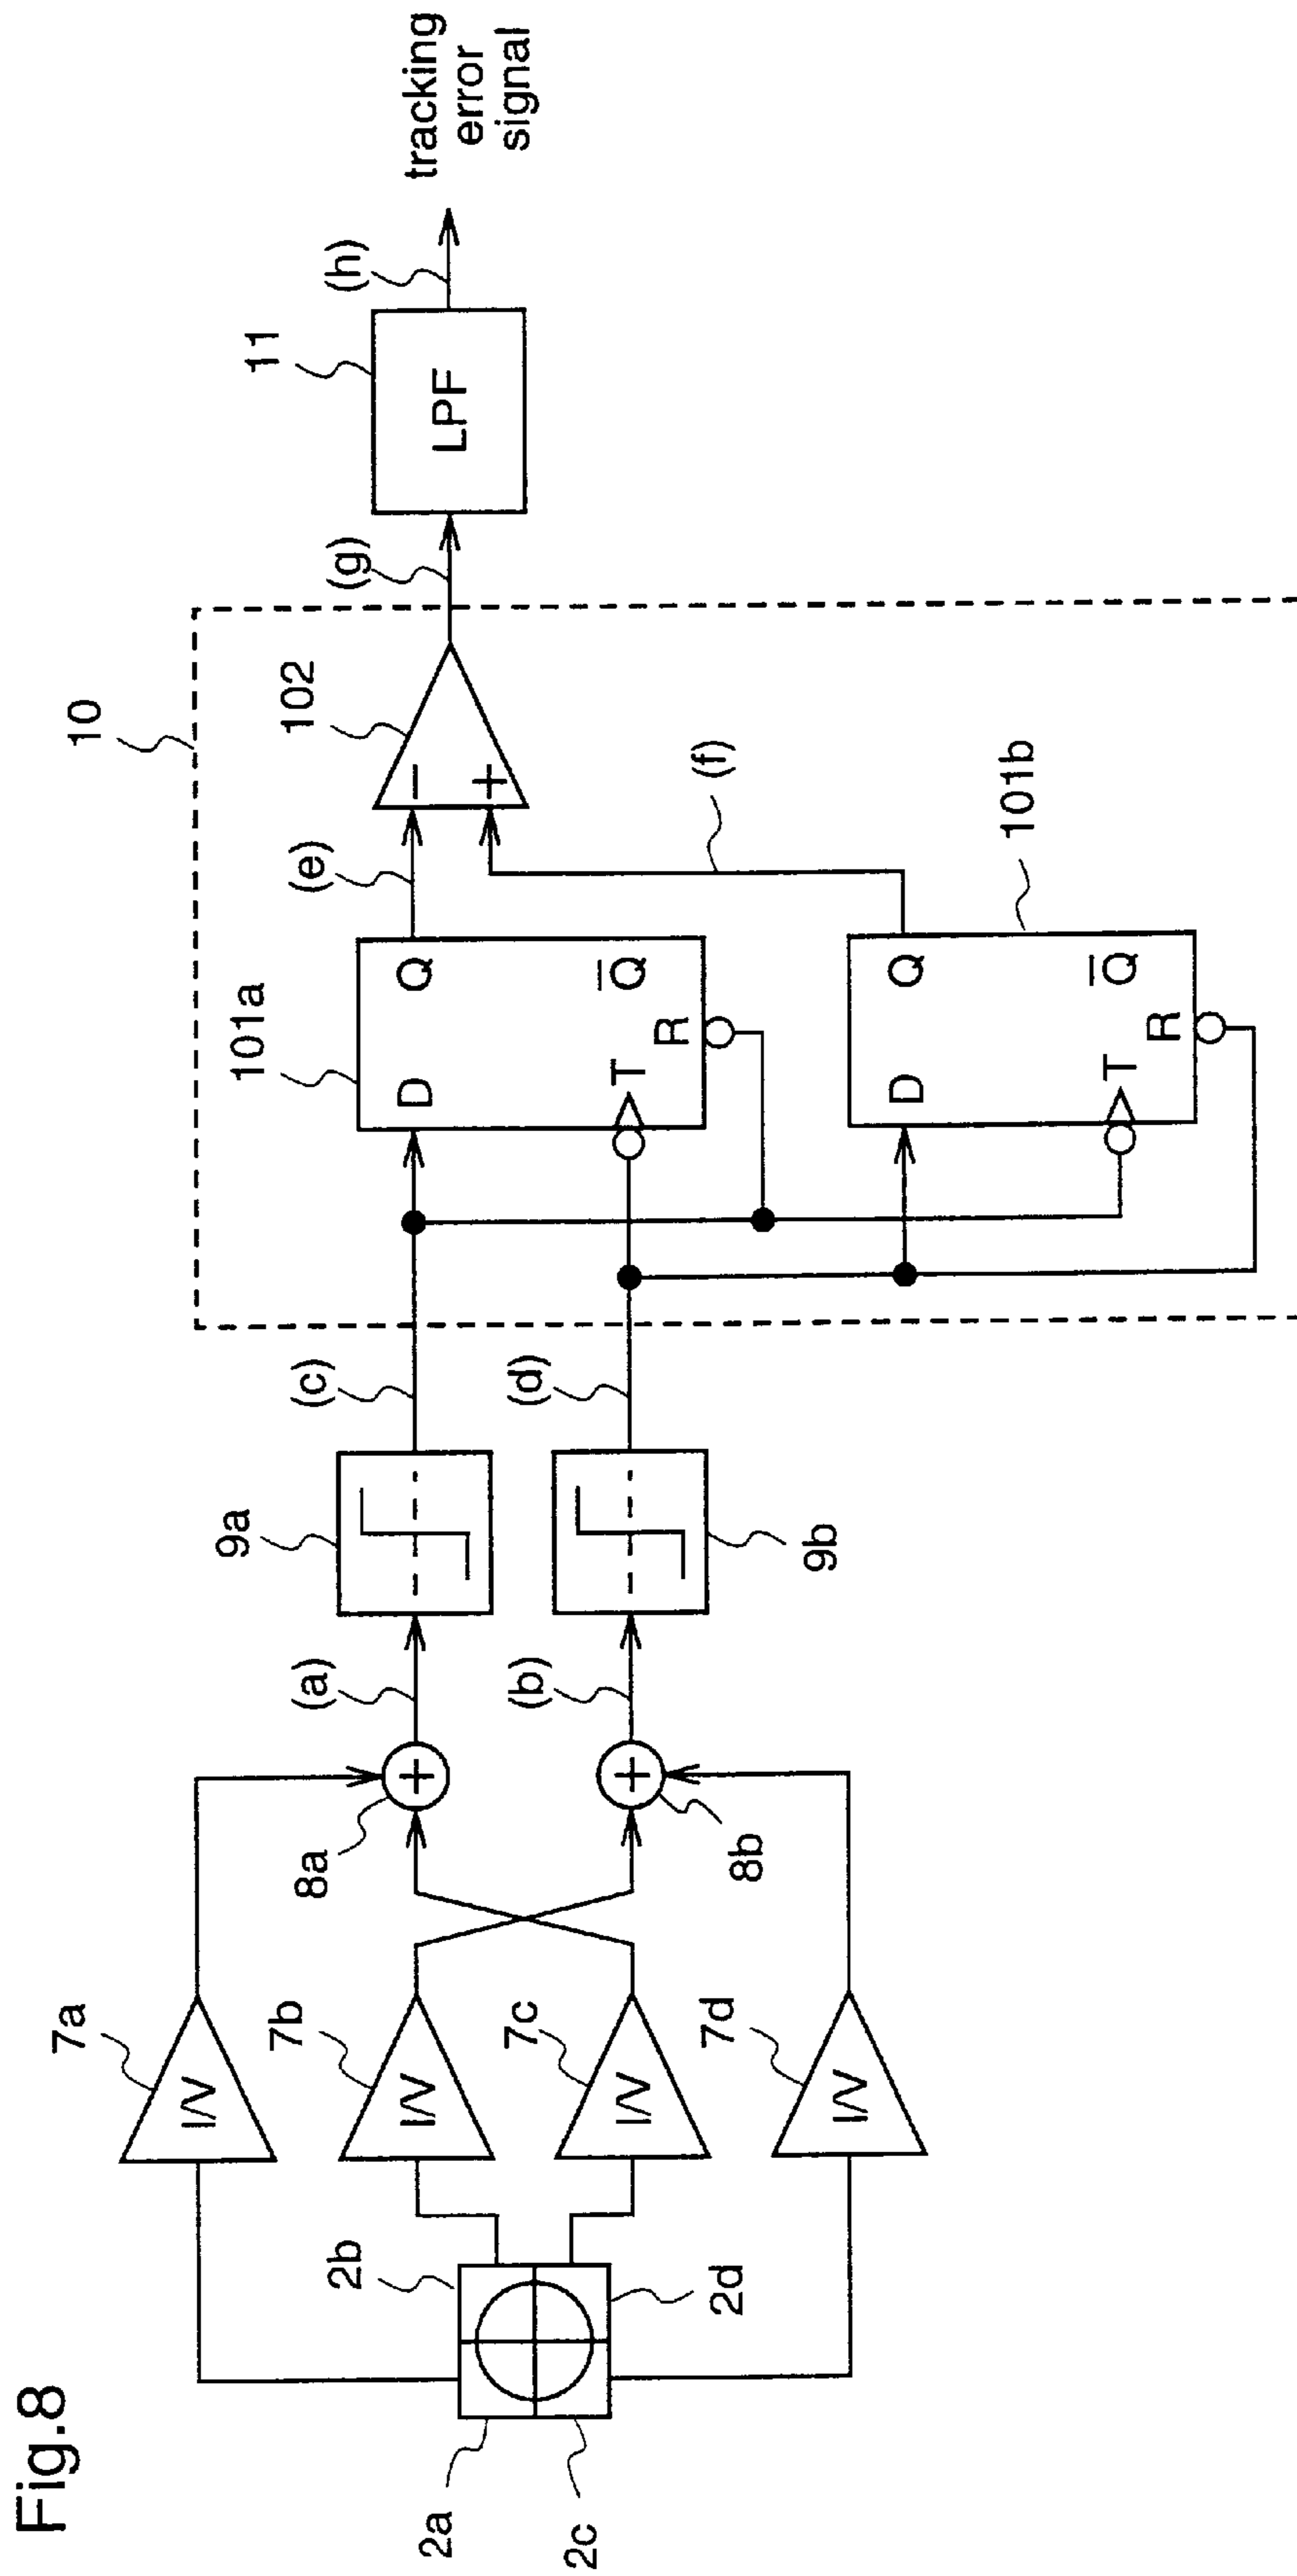 Fig.8
2a
2b
2c
2d
7a
I/V
7b
I/V
7c
I/V
7d
I/V
8a
+
(a)
8b
+
(b)
9a
(c)
9b
(d)
10
101a
D
Q
T
Q̅
R
(e)
101b
D
Q
T
Q̅
R
(f)
102
−
+
(g)
11
LPF
(h)
tracking
error
signal